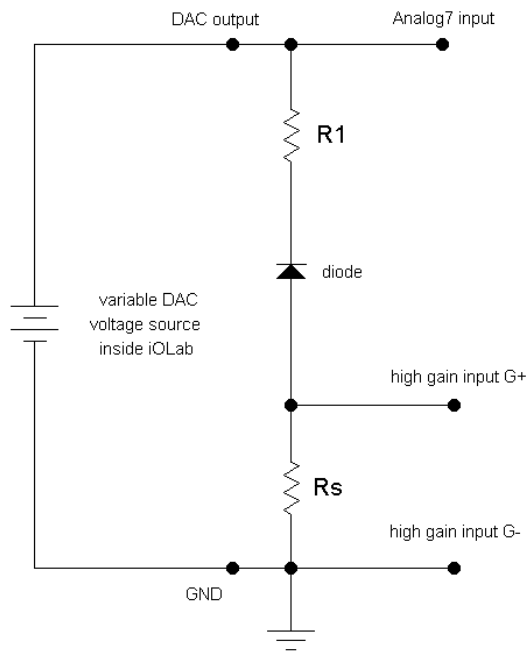 DAC output
Analog7 input
R1
diode
variable DAC
voltage source
inside iOLab
high gain input G+
Rs
high gain input G-
GND